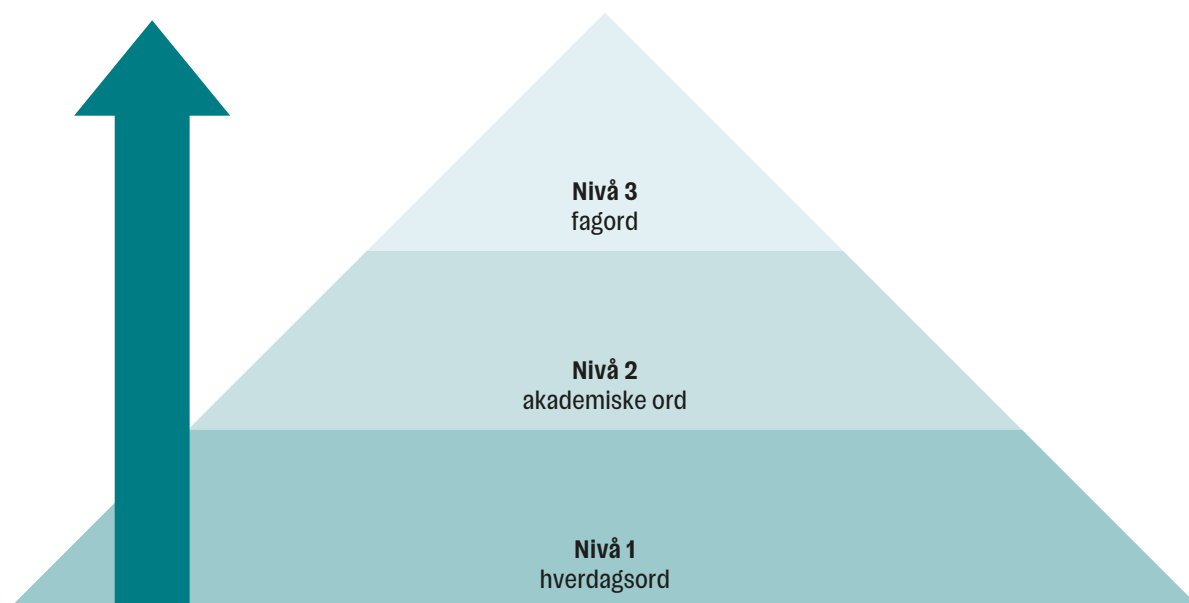 Nivå 3
fagord
Nivå 2
akademiske ord
Nivå 1
hverdagsord